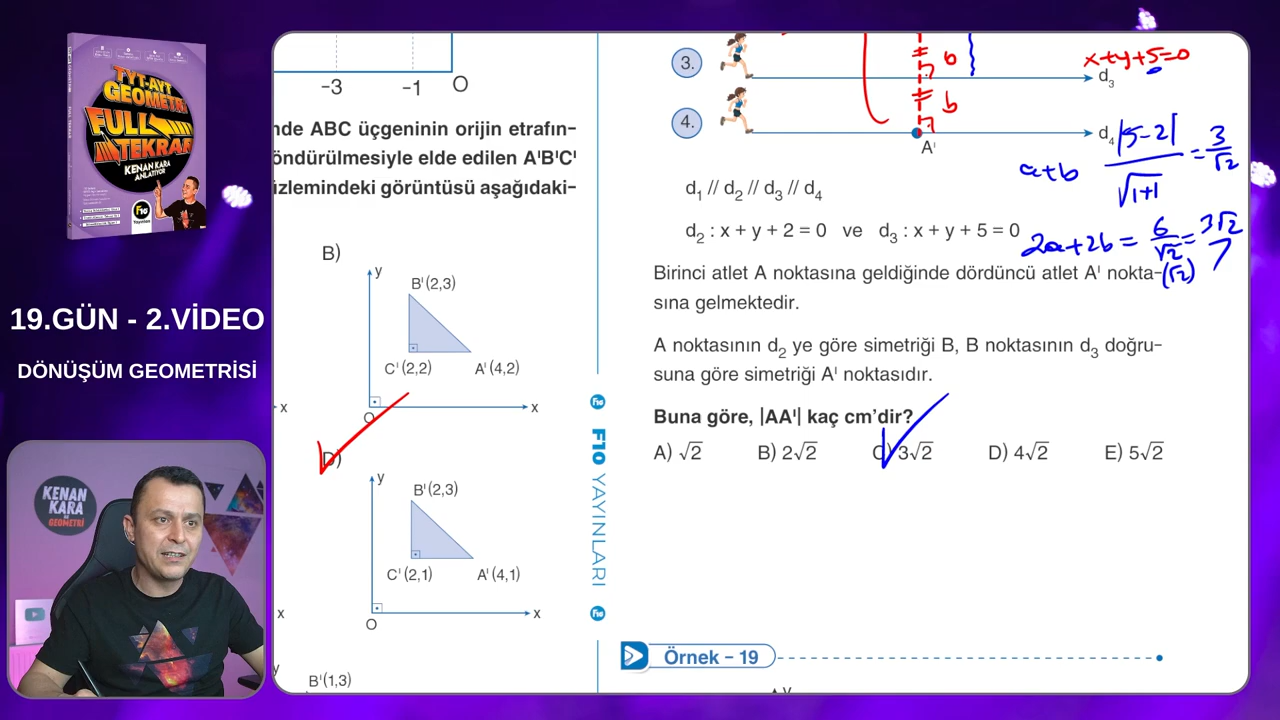 TYT-AYT
GEOMETRİ
FULL
TEKRAR
KENAN KARA
ANLATIYOR
F10
Yayınları
19.GÜN - 2.VİDEO
DÖNÜŞÜM GEOMETRİSİ
KENAN
KARA
GEOMETRİ
-3
-1
O
nde ABC üçgeninin orijin etrafın-
öndürülmesiyle elde edilen A'B'C'
üzlemindeki görüntüsü aşağıdaki-
B)
y
B'(2,3)
C'(2,2) A'(4,2)
x
x
O
D)
y
B'(2,3)
C'(2,1) A'(4,1)
x
x
O
y
B'(1,3)
F10
F10 YAYINLARI
F10
3.
b
x+y+5=0
d₃
4.
b
A'
d₄
a+b |5-2|/√1+1 = 3/√2
d₁ // d₂ // d₃ // d₄
d₂ : x + y + 2 = 0 ve d₃ : x + y + 5 = 0
2a+2b = 6/√2 = 3√2
(√2)
Birinci atlet A noktasına geldiğinde dördüncü atlet A' nokta-
sına gelmektedir.
A noktasının d₂ ye göre simetriği B, B noktasının d₃ doğru-
suna göre simetriği A' noktasıdır.
Buna göre, |AA'| kaç cm'dir?
A) √2 B) 2√2 C) 3√2 D) 4√2 E) 5√2
Örnek – 19
y